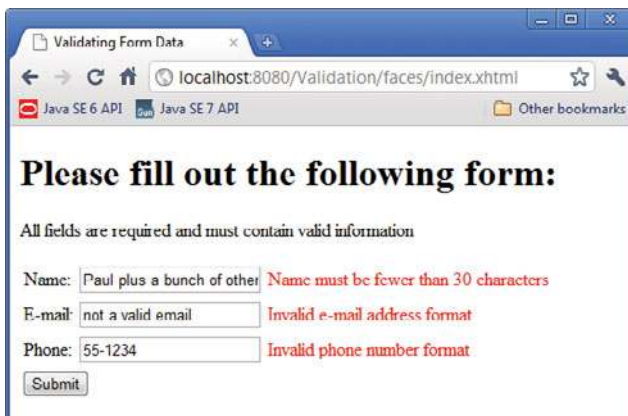 Validating Form Data
localhost:8080/Validation/faces/index.xhtml
Java SE 6 API Sun Java SE 7 API Other bookmarks
Please fill out the following form:
All fields are required and must contain valid information
Name: Paul plus a bunch of other Name must be fewer than 30 characters
E-mail: not a valid email Invalid e-mail address format
Phone: 55-1234 Invalid phone number format
Submit